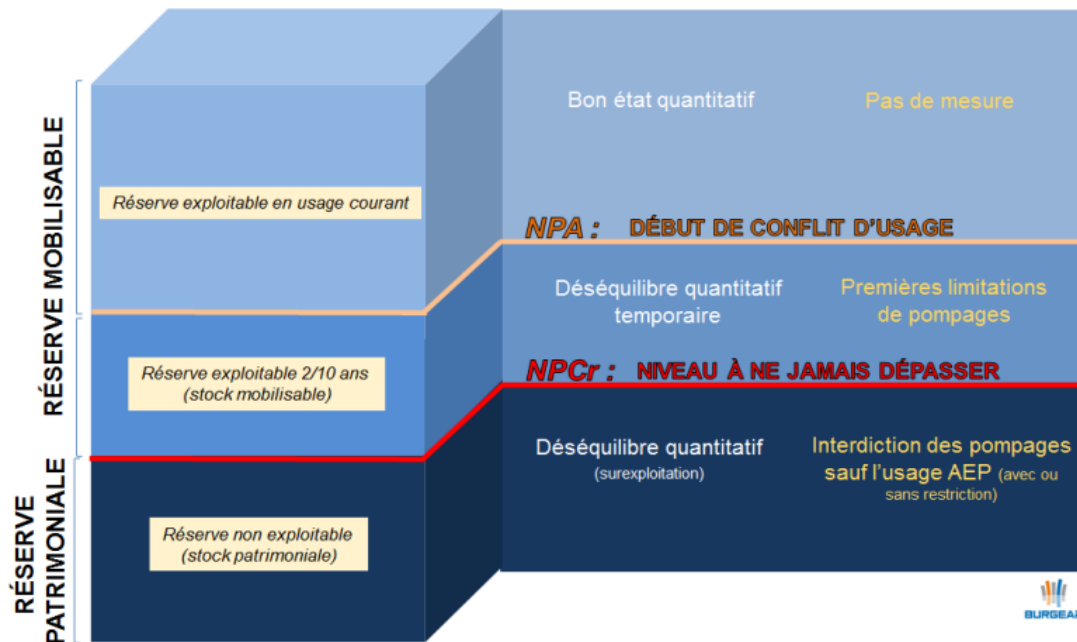 RÉSERVE MOBILISABLE
RÉSERVE
PATRIMONIALE
Réserve exploitable en usage courant
Réserve exploitable 2/10 ans
(stock mobilisable)
Réserve non exploitable
(stock patrimoniale)
Bon état quantitatif
Pas de mesure
NPA : DÉBUT DE CONFLIT D'USAGE
Déséquilibre quantitatif
temporaire
Premières limitations
de pompages
NPCr : NIVEAU À NE JAMAIS DÉPASSER
Déséquilibre quantitatif
(surexploitation)
Interdiction des pompages
sauf l'usage AEP (avec ou
sans restriction)
BURGEAP